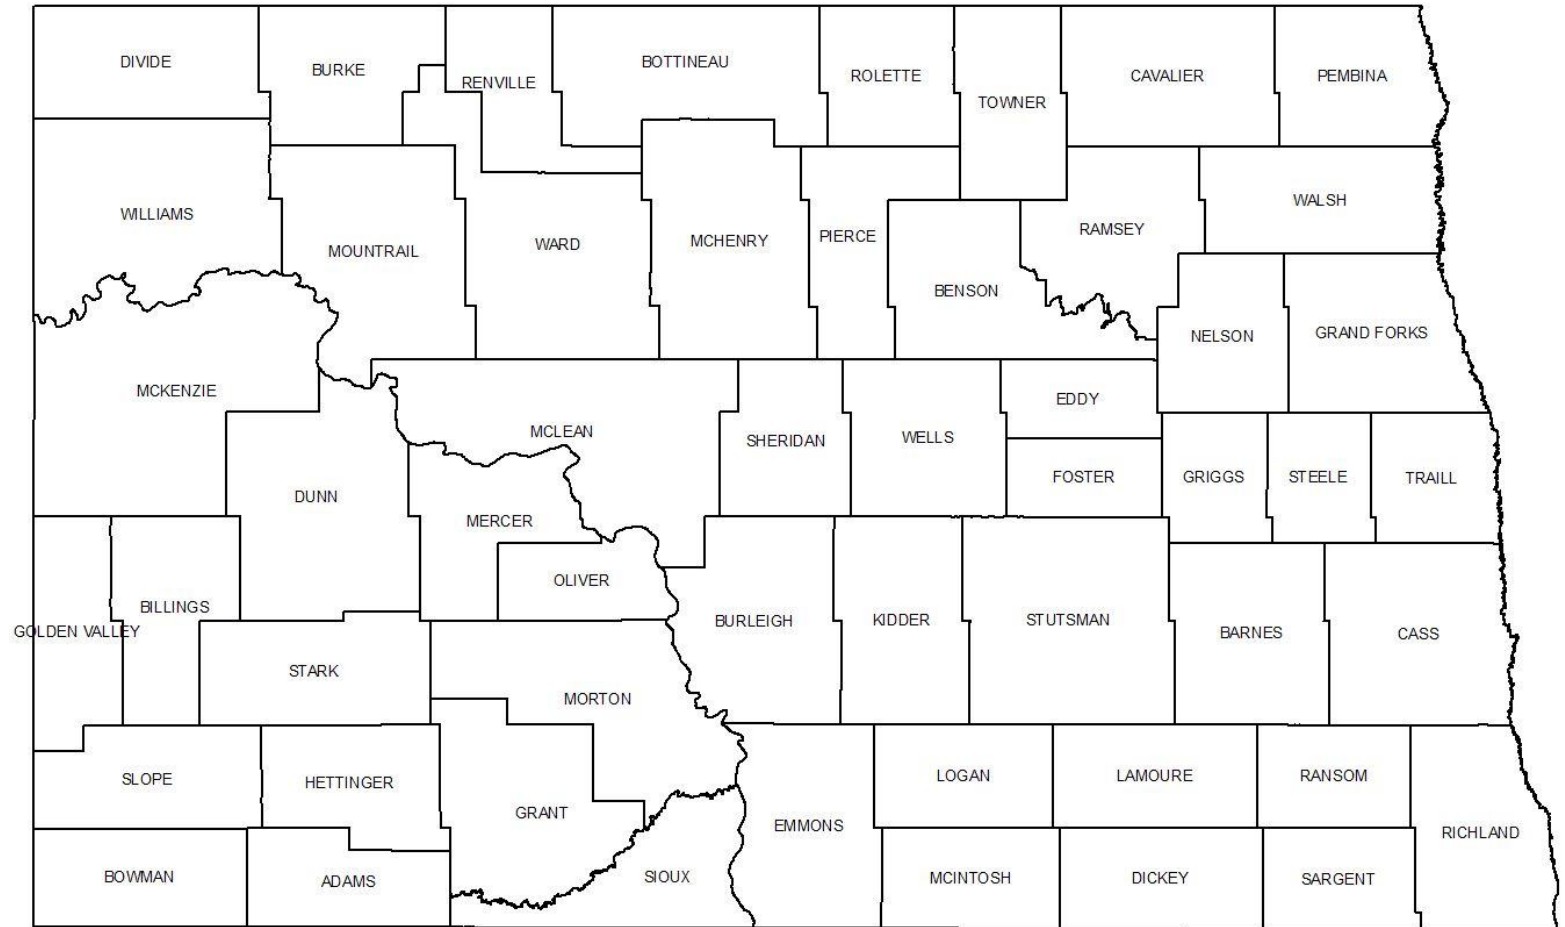 DIVIDE
BURKE
RENVILLE
BOTTINEAU
ROLETTE
TOWNER
CAVALIER
PEMBINA
WILLIAMS
MOUNTRAIL
WARD
MCHENRY
PIERCE
BENSON
RAMSEY
WALSH
NELSON
GRAND FORKS
MCKENZIE
DUNN
MCLEAN
MERCER
OLIVER
SHERIDAN
WELLS
EDDY
FOSTER
GRIGGS
STEELE
TRAILL
GOLDEN VALLEY
BILLINGS
STARK
MORTON
BURLEIGH
KIDDER
STUTSMAN
BARNES
CASS
SLOPE
HETTINGER
GRANT
EMMONS
LOGAN
LAMOURE
RANSOM
RICHLAND
BOWMAN
ADAMS
SIOUX
MCINTOSH
DICKEY
SARGENT